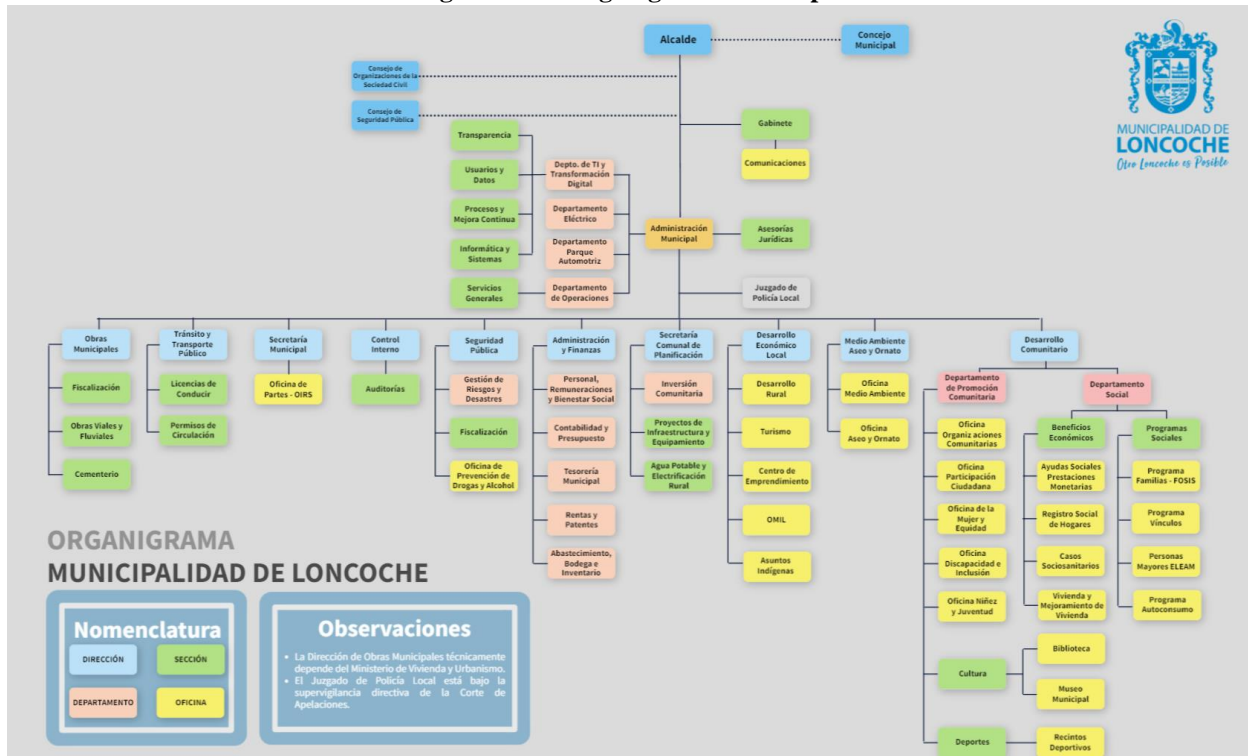 Alcalde
Concejo
Municipal
Consejo de
Organizaciones de la
Sociedad Civil
Consejo de
Seguridad Pública
MUNICIPALIDAD DE
LONCOCHE
Otro Loncoche es Posible
Gabinete
Comunicaciones
Transparencia
Usuarios y
Datos
Procesos y
Mejora Continua
Informática y
Sistemas
Servicios
Generales
Depto. de TI y
Transformación
Digital
Departamento
Eléctrico
Departamento
Parque
Automotriz
Departamento
de Operaciones
Administración
Municipal
Asesorías
Jurídicas
Juzgado de
Policía Local
Obras
Municipales
Fiscalización
Obras Viales y
Fluviales
Cementerio
Tránsito y
Transporte
Público
Licencias de
Conducir
Permisos de
Circulación
Secretaría
Municipal
Oficina de
Partes - OIRS
Control
Interno
Auditorías
Seguridad
Pública
Gestión de
Riesgos y
Desastres
Fiscalización
Oficina de
Prevención de
Drogas y Alcohol
Administración
y Finanzas
Personal,
Remuneraciones
y Bienestar Social
Contabilidad y
Presupuesto
Tesorería
Municipal
Rentas y
Patentes
Abastecimiento,
Bodega e
Inventario
Secretaría
Comunal de
Planificación
Inversión
Comunitaria
Proyectos de
Infraestructura y
Equipamiento
Agua Potable y
Electrificación
Rural
Desarrollo
Económico
Local
Desarrollo
Rural
Turismo
Centro de
Emprendimiento
OMIL
Asuntos
Indígenas
Medio Ambiente
Aseo y Ornato
Oficina
Medio Ambiente
Oficina
Aseo y Ornato
Desarrollo
Comunitario
Departamento
de Promoción
Comunitaria
Oficina
Organizaciones
Comunitarias
Oficina
Participación
Ciudadana
Oficina de la
Mujer y
Equidad
Oficina
Discapacidad e
Inclusión
Oficina Niñez
y Juventud
Cultura
Biblioteca
Museo
Municipal
Deportes
Recintos
Deportivos
Departamento
Social
Beneficios
Económicos
Ayudas Sociales
Prestaciones
Monetarias
Registro Social
de Hogares
Casos
Sociosanitarios
Vivienda y
Mejoramiento de
Vivienda
Programas
Sociales
Programa
Familias - FOSIS
Programa
Vínculos
Personas
Mayores ELEAM
Programa
Autoconsumo
ORGANIGRAMA
MUNICIPALIDAD DE LONCOCHE
Nomenclatura
DIRECCIÓN
SECCIÓN
DEPARTAMENTO
OFICINA
Observaciones
• La Dirección de Obras Municipales técnicamente
depende del Ministerio de Vivienda y Urbanismo.
• El Juzgado de Policía Local está bajo la
supervigilancia directiva de la Corte de
Apelaciones.